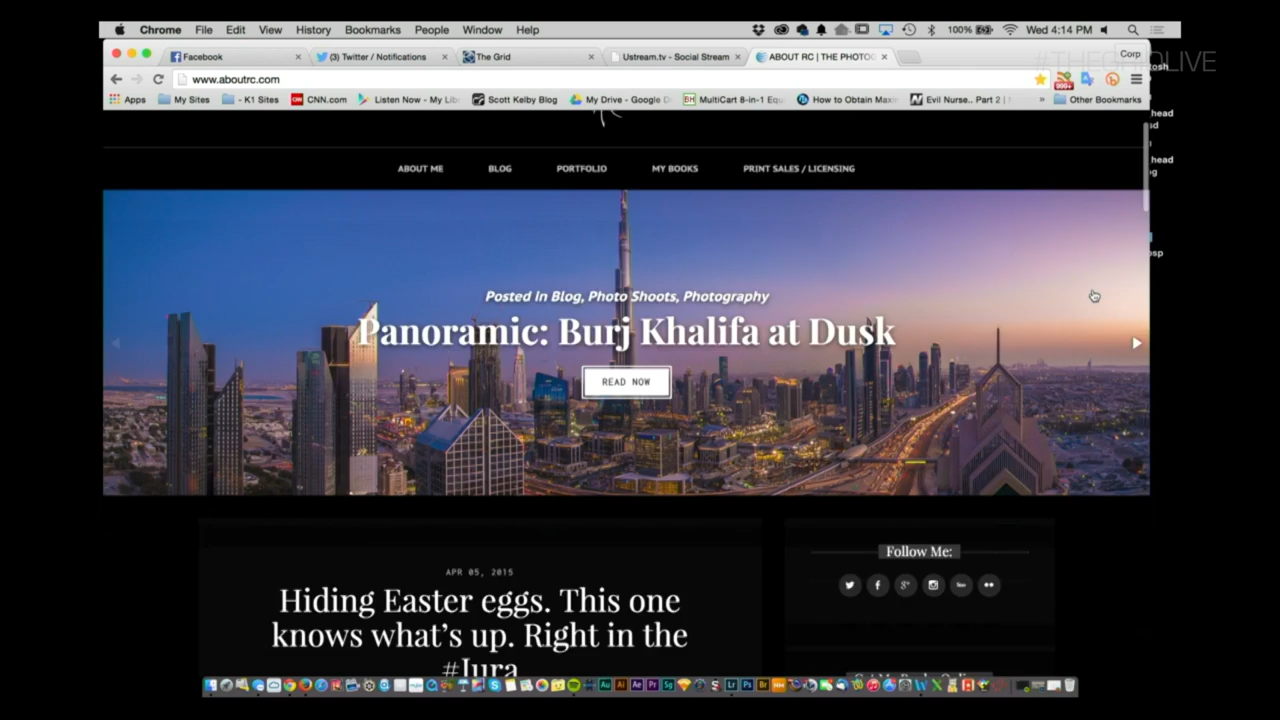 Chrome File Edit View History Bookmarks People Window Help 100% Wed 4:14 PM
#THEGRIDLIVE
Facebook (3) Twitter / Notifications The Grid Ustream.tv - Social Stream ABOUT RC | THE PHOTO Corp
www.aboutrc.com
Apps My Sites - K1 Sites CNN.com Listen Now - My Lib Scott Kelby Blog My Drive - Google D MultiCart 8-in-1 Equ How to Obtain Maxi Evil Nurse.. Part 2 | » Other Bookmarks
ABOUT ME BLOG PORTFOLIO MY BOOKS PRINT SALES / LICENSING
Posted in Blog, Photo Shoots, Photography
Panoramic: Burj Khalifa at Dusk
READ NOW
APR 05, 2015
Hiding Easter eggs. This one
knows what's up. Right in the
#Jura
Follow Me: